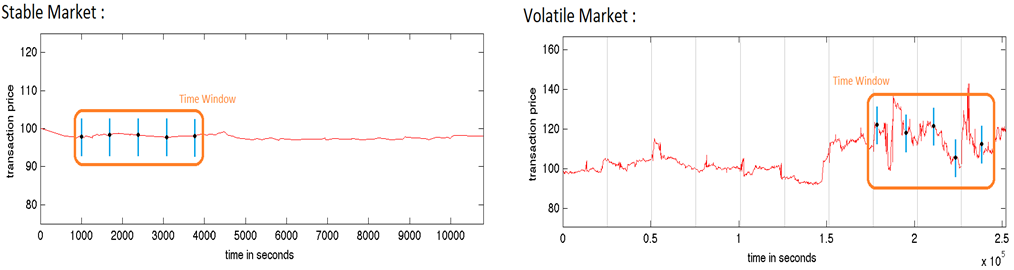 Stable Market :
120
110
100
90
80
transaction price
Time Window
0 1000 2000 3000 4000 5000 6000 7000 8000 9000 10000
time in seconds
Volatile Market :
160
140
120
100
80
transaction price
Time Window
0 0.5 1 1.5 2 2.5
x 10^5
time in seconds